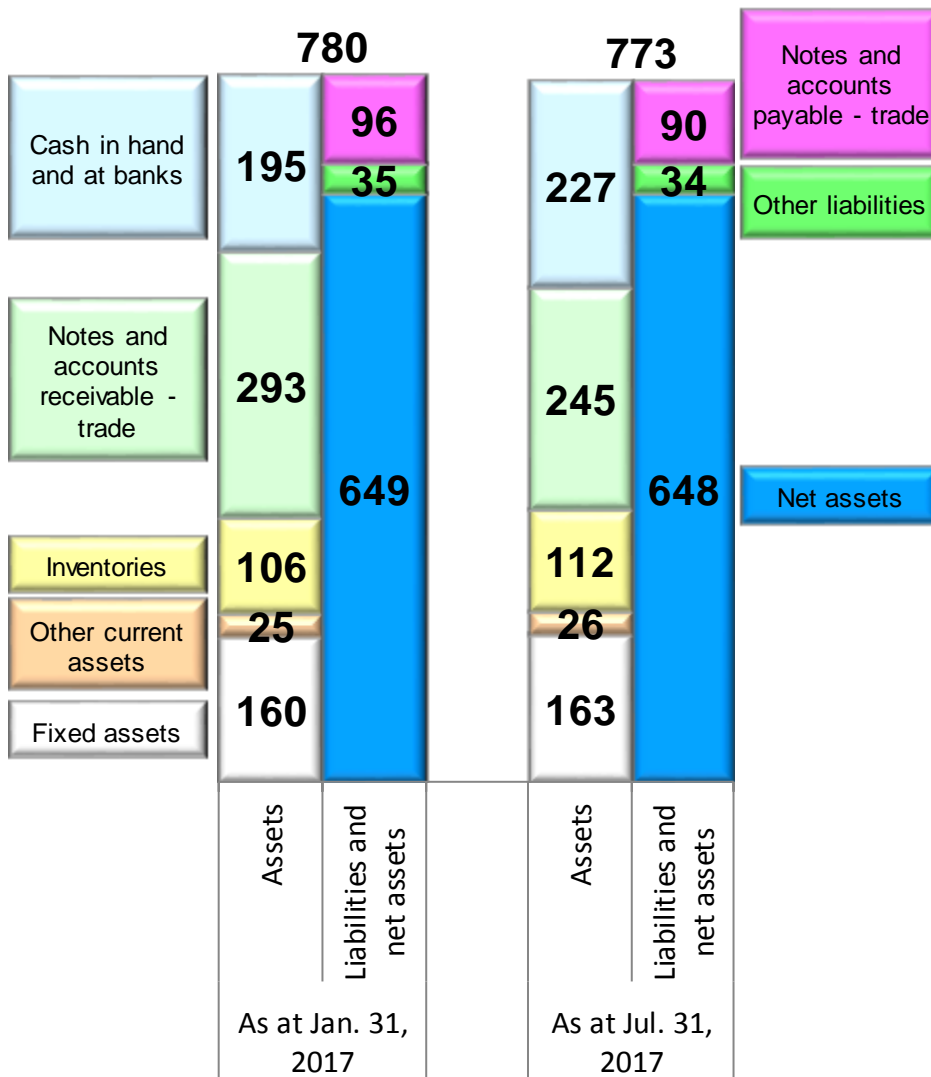 780
773
Cash in hand
and at banks
195
96
35
227
90
34
Notes and
accounts
payable - trade
Other liabilities
Notes and
accounts
receivable -
trade
293
649
245
648
Net assets
Inventories
106
112
Other current
assets
25
26
Fixed assets
160
163
Assets
Liabilities and
net assets
Assets
Liabilities and
net assets
As at Jan. 31,
2017
As at Jul. 31,
2017